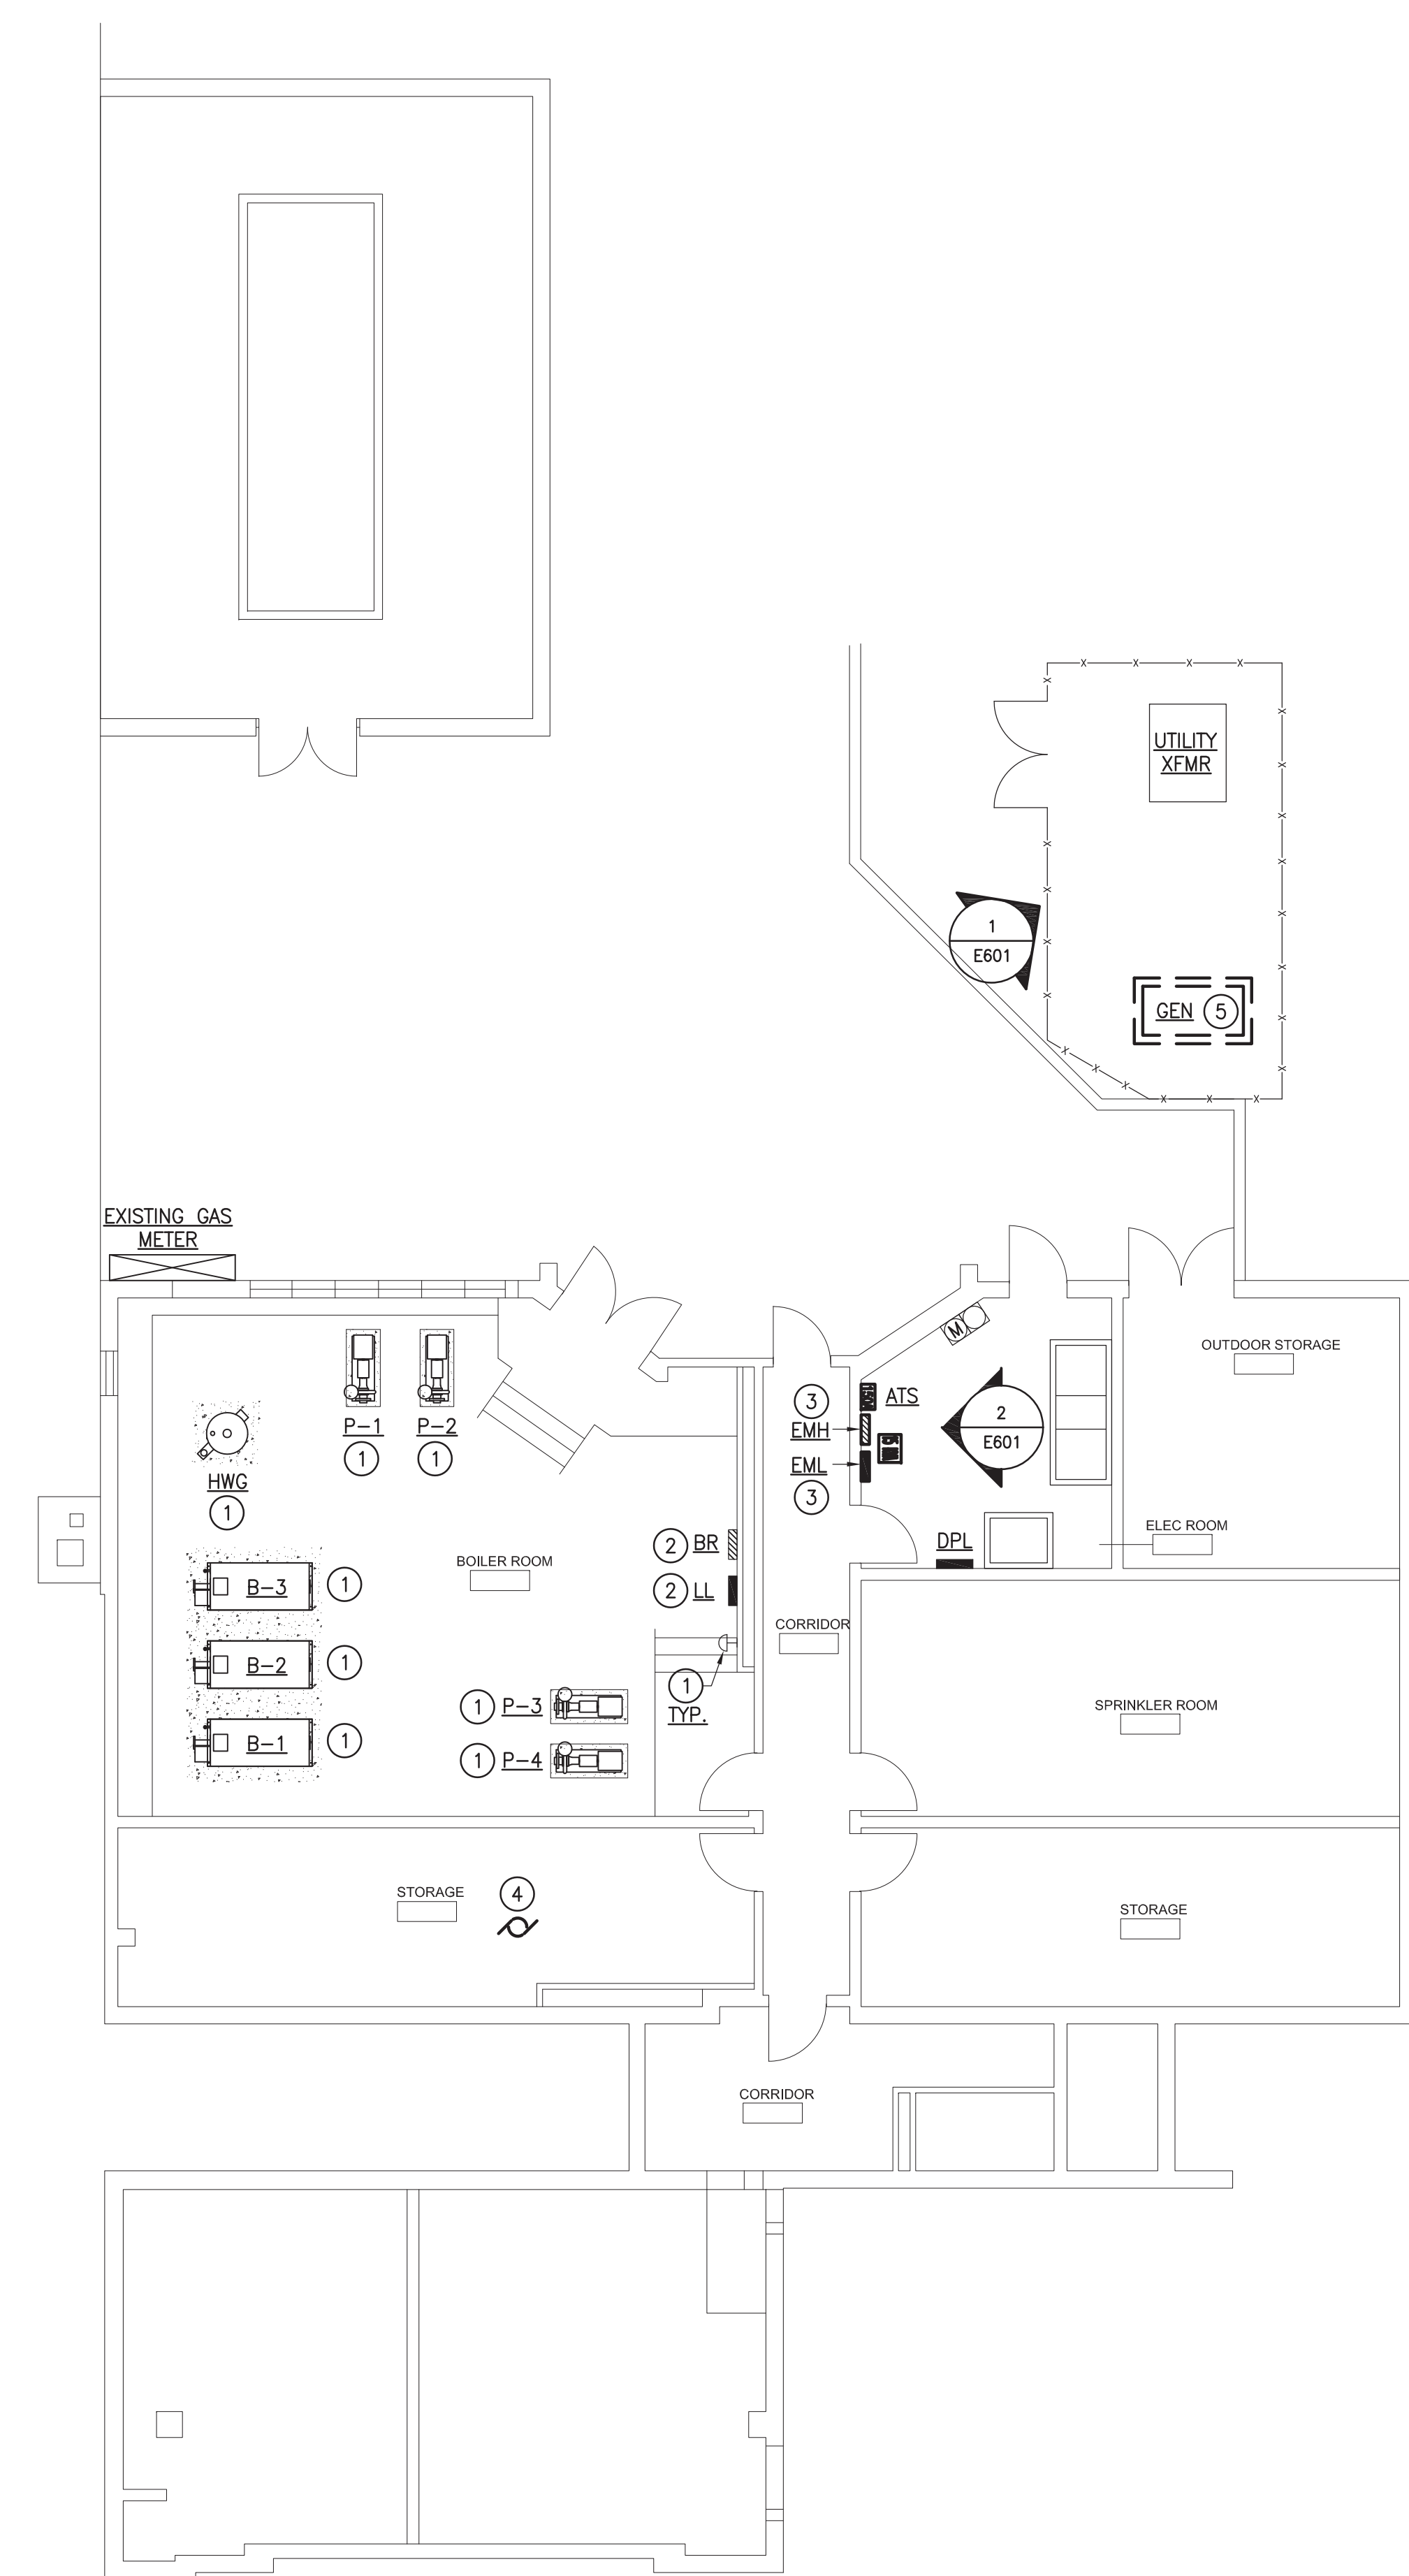 UTILITY
XFMR
1
E601
GEN 5
EXISTING GAS
METER
OUTDOOR STORAGE
M
P-1
1
P-2
1
3
EMH
ATS
EML
3
2
E601
HWG
1
DPL
ELEC ROOM
2 BR
BOILER ROOM
2 LL
B-3 1
CORRIDOR
B-2 1
1
TYP.
1 P-3
SPRINKLER ROOM
B-1 1
1 P-4
STORAGE
4
STORAGE
CORRIDOR